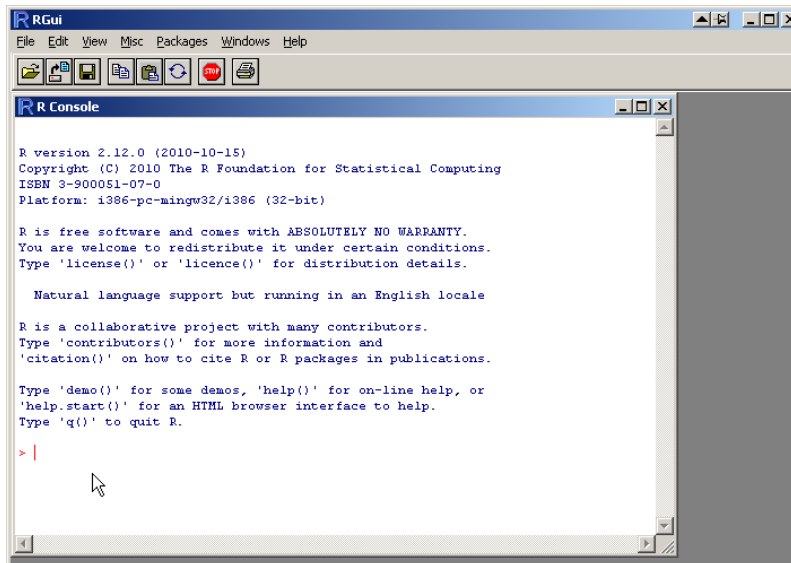 RGui
File Edit View Misc Packages Windows Help
STOP
R Console
R version 2.12.0 (2010-10-15)
Copyright (C) 2010 The R Foundation for Statistical Computing
ISBN 3-900051-07-0
Platform: i386-pc-mingw32/i386 (32-bit)
R is free software and comes with ABSOLUTELY NO WARRANTY.
You are welcome to redistribute it under certain conditions.
Type 'license()' or 'licence()' for distribution details.
Natural language support but running in an English locale
R is a collaborative project with many contributors.
Type 'contributors()' for more information and
'citation()' on how to cite R or R packages in publications.
Type 'demo()' for some demos, 'help()' for on-line help, or
'help.start()' for an HTML browser interface to help.
Type 'q()' to quit R.
>